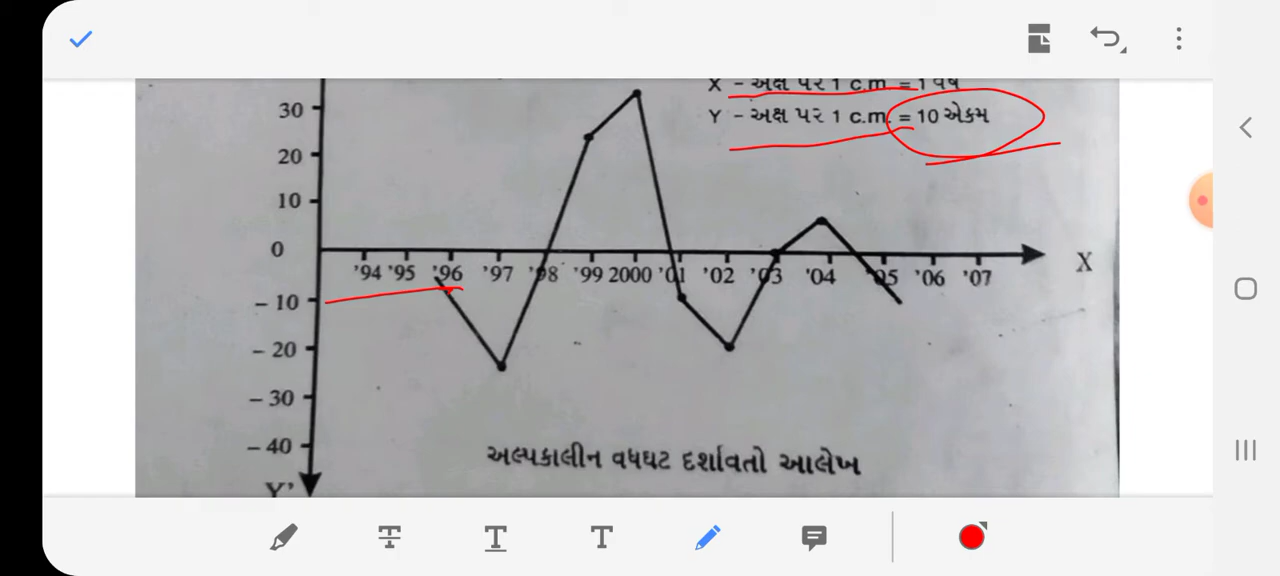 X - અક્ષ પર 1 c.m. = 1 વર્ષ
30
Y - અક્ષ પર 1 c.m. = 10 એકમ
20
10
0
X
'94 '95 '96 '97 '98 '99 2000 '01 '02 '03 '04 '05 '06 '07
- 10
- 20
- 30
- 40
અલ્પકાલીન વધઘટ દર્શાવતો આલેખ
Y'
T T T